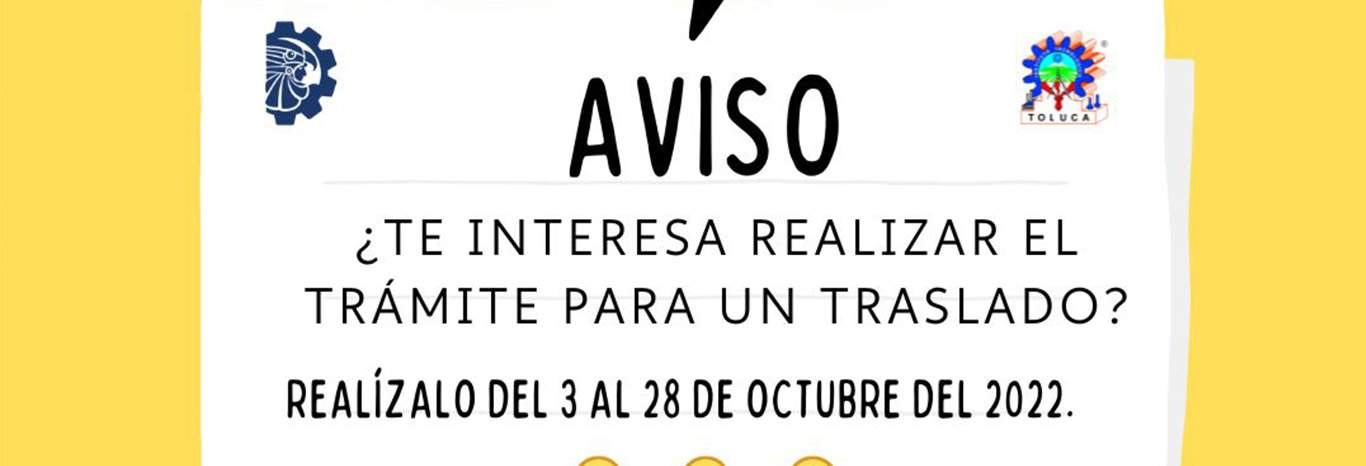 AVISO
TOLUCA
¿TE INTERESA REALIZAR EL
TRÁMITE PARA UN TRASLADO?
REALÍZALO DEL 3 AL 28 DE OCTUBRE DEL 2022.